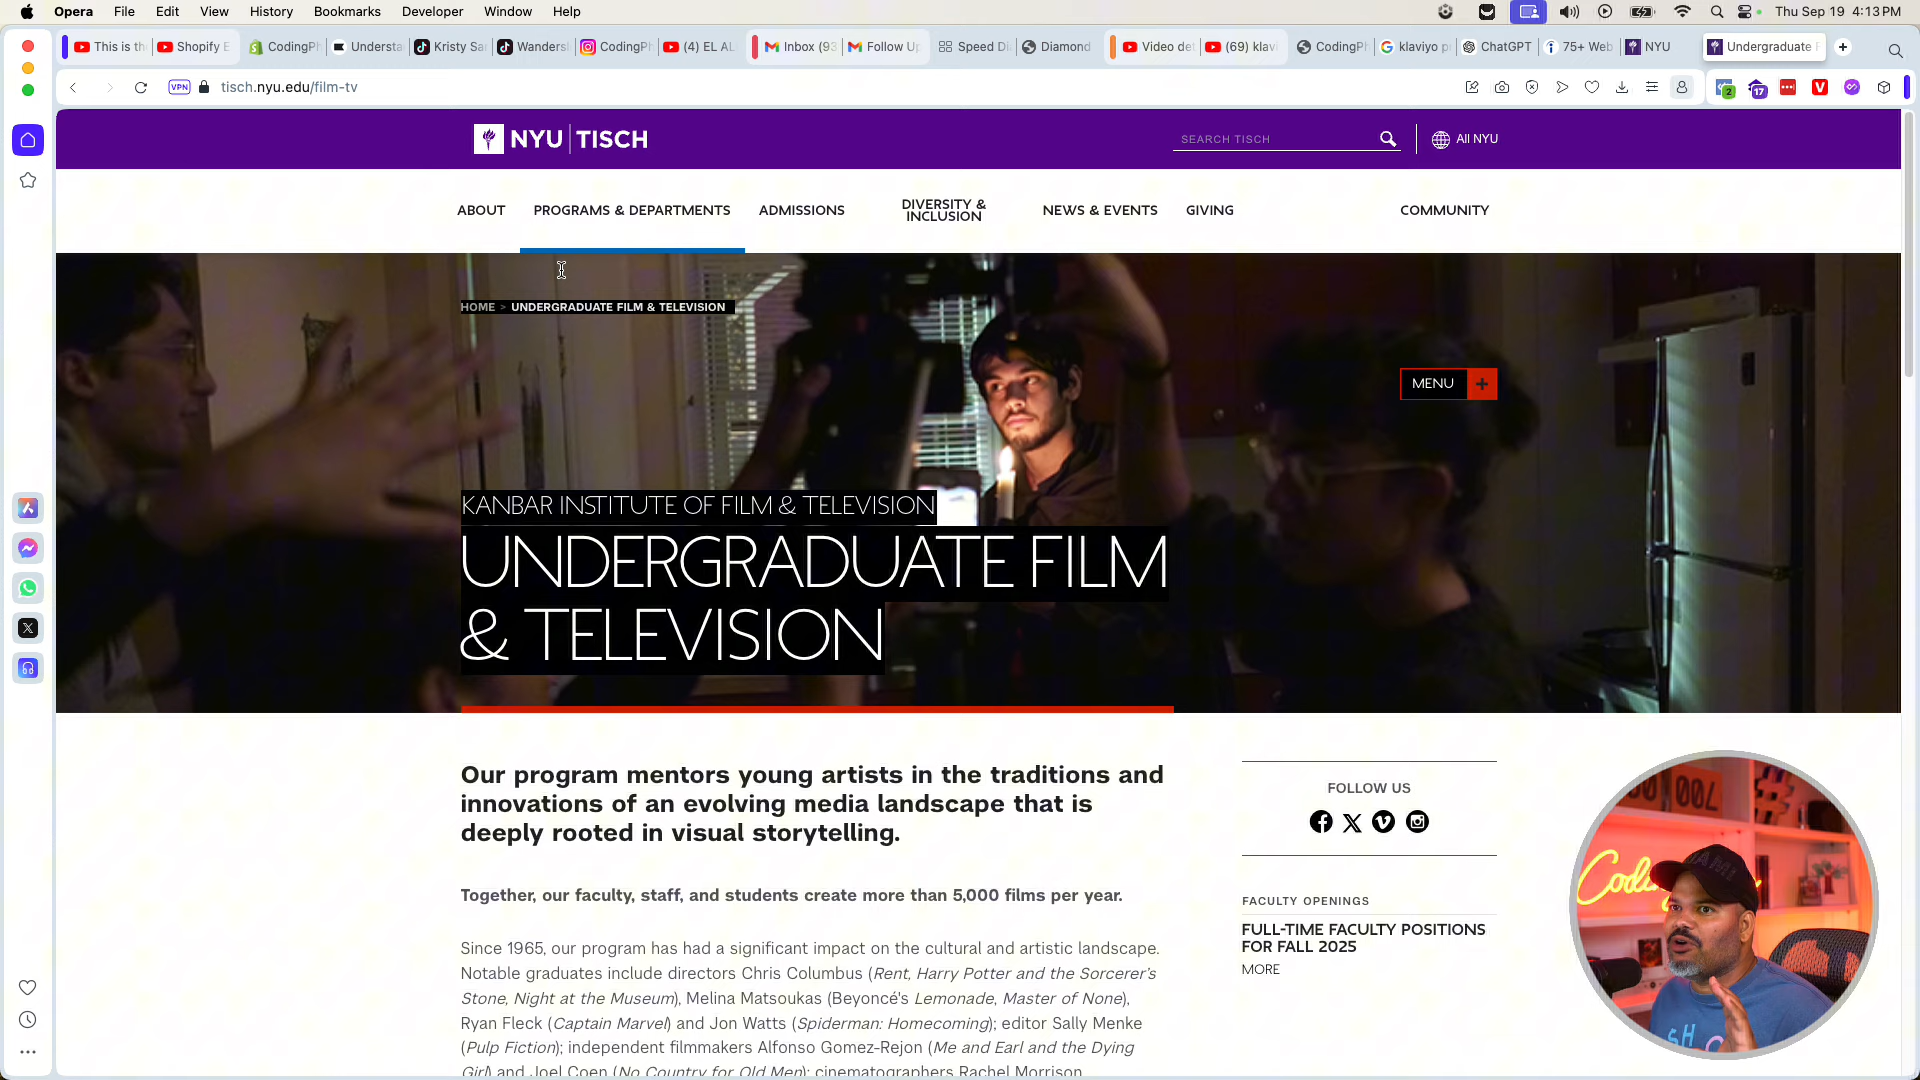 Opera File Edit View History Bookmarks Developer Window Help Thu Sep 19 4:13 PM
This is th Shopify E CodingPh Understa Kristy Sa Wandersl CodingPh (4) EL AL Inbox (93 Follow Up Speed Di Diamond Video det (69) klavi CodingPh klaviyo p ChatGPT 75+ Web NYU Undergraduate F
VPN tisch.nyu.edu/film-tv 2 17
NYU TISCH SEARCH TISCH All NYU
ABOUT PROGRAMS & DEPARTMENTS ADMISSIONS DIVERSITY & INCLUSION NEWS & EVENTS GIVING COMMUNITY
HOME > UNDERGRADUATE FILM & TELEVISION
MENU +
KANBAR INSTITUTE OF FILM & TELEVISION
UNDERGRADUATE FILM
& TELEVISION
Our program mentors young artists in the traditions and
innovations of an evolving media landscape that is
deeply rooted in visual storytelling.
Together, our faculty, staff, and students create more than 5,000 films per year.
Since 1965, our program has had a significant impact on the cultural and artistic landscape.
Notable graduates include directors Chris Columbus (Rent, Harry Potter and the Sorcerer's
Stone, Night at the Museum), Melina Matsoukas (Beyoncé's Lemonade, Master of None),
Ryan Fleck (Captain Marvel) and Jon Watts (Spiderman: Homecoming); editor Sally Menke
(Pulp Fiction); independent filmmakers Alfonso Gomez-Rejon (Me and Earl and the Dying
Girl) and Joel Coen (No Country for Old Men); cinematographers Rachel Morrison
FOLLOW US
FACULTY OPENINGS
FULL-TIME FACULTY POSITIONS
FOR FALL 2025
MORE